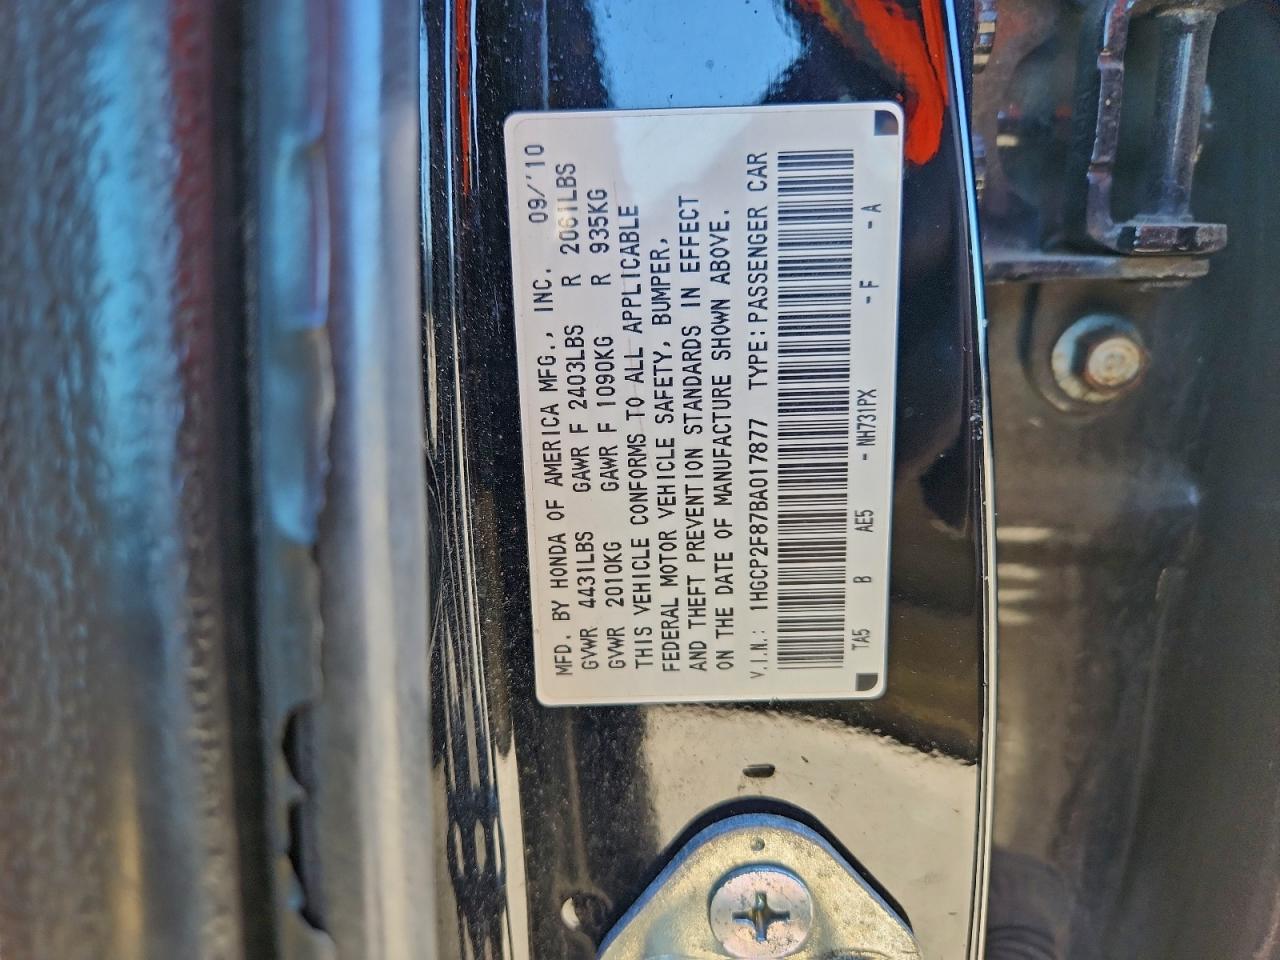 MFD. BY HONDA OF AMERICA MFG., INC. 09/'10
GVWR 4431LBS GAWR F 2403LBS R 2061LBS
GVWR 2010KG GAWR F 1090KG R 935KG
THIS VEHICLE CONFORMS TO ALL APPLICABLE
FEDERAL MOTOR VEHICLE SAFETY, BUMPER,
AND THEFT PREVENTION STANDARDS IN EFFECT
ON THE DATE OF MANUFACTURE SHOWN ABOVE.
V.I.N.: 1HGCP2F87BA017877 TYPE:PASSENGER CAR
TA5 B AE5 - NH731PX - F - A